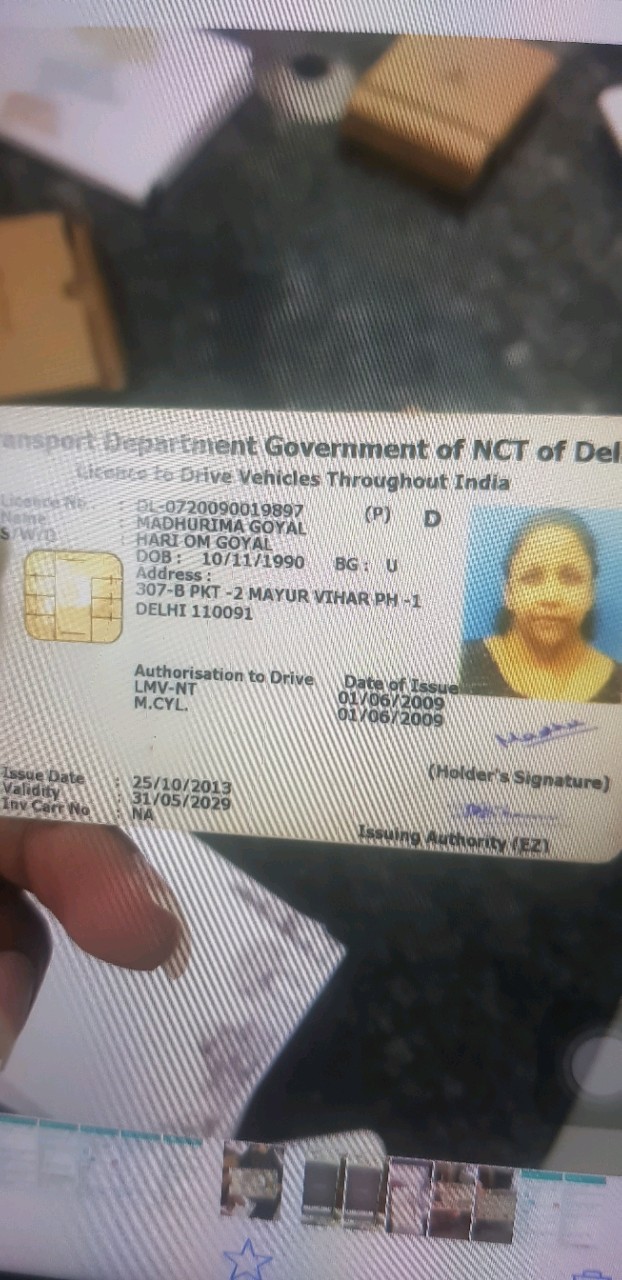 ansport Department Government of NCT of Del
Licence to Drive Vehicles Throughout India
Licence No. : DL-0720090019897 (P) D
Name : MADHURIMA GOYAL
S/W/D : HARI OM GOYAL
DOB : 10/11/1990 BG : U
Address :
307-B PKT -2 MAYUR VIHAR PH -1
DELHI 110091
Authorisation to Drive Date of Issue
LMV-NT 01/06/2009
M.CYL. 01/06/2009
Issue Date : 25/10/2013
Validity : 31/05/2029
Inv Carr No : NA
(Holder's Signature)
Issuing Authority (EZ)